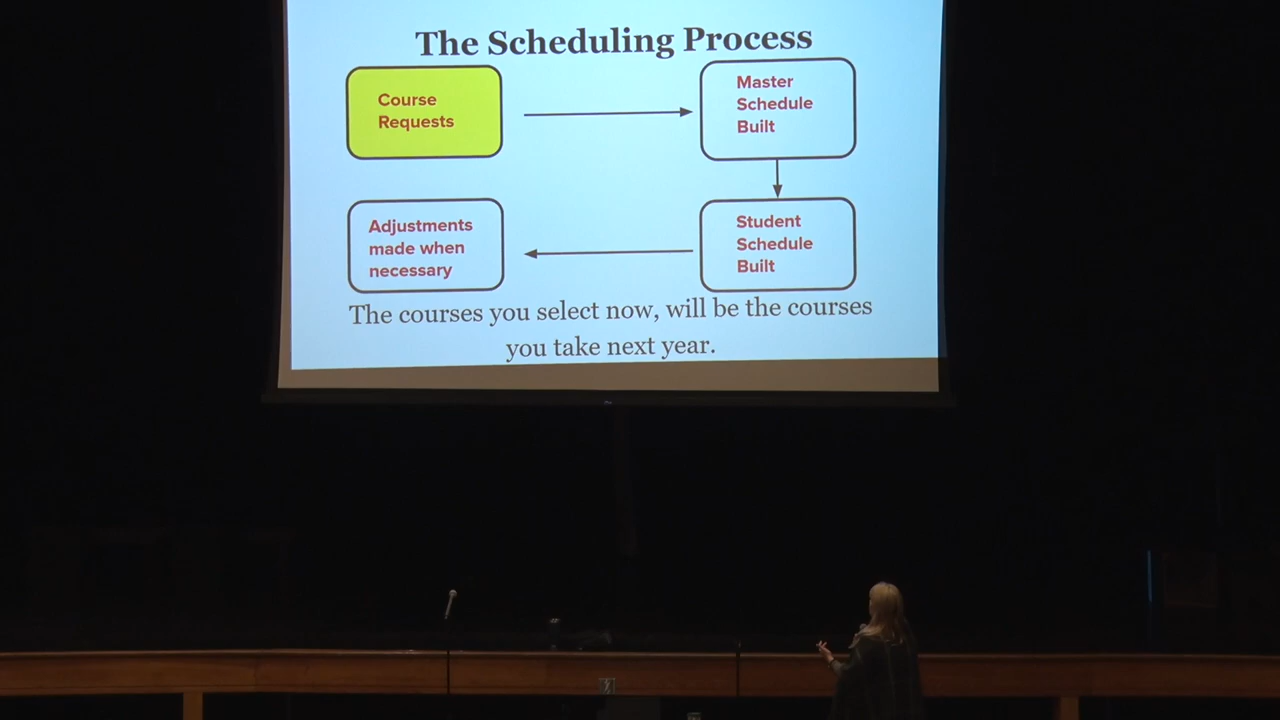 The Scheduling Process
Course
Requests
Master
Schedule
Built
Student
Schedule
Built
Adjustments
made when
necessary
The courses you select now, will be the courses
you take next year.